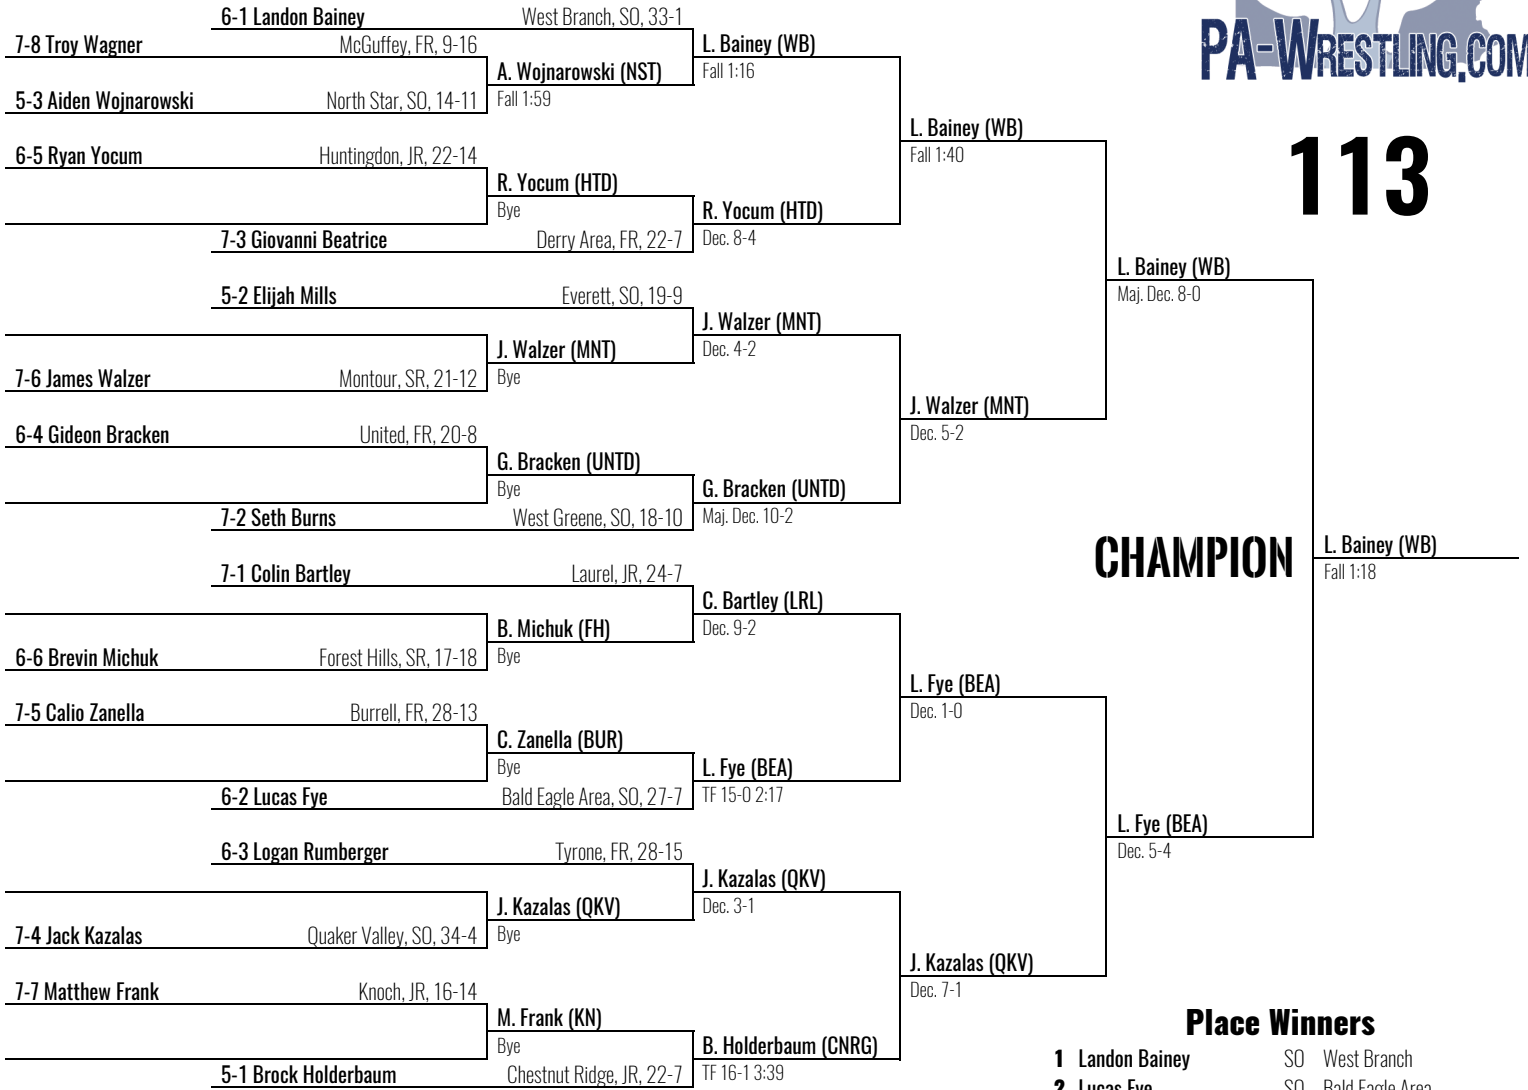 PA-WRESTLING.COM
113
6-1 Landon Bainey West Branch, SO, 33-1
7-8 Troy Wagner McGuffey, FR, 9-16
L. Bainey (WB)
Fall 1:16
A. Wojnarowski (NST)
Fall 1:59
5-3 Aiden Wojnarowski North Star, SO, 14-11
L. Bainey (WB)
Fall 1:40
6-5 Ryan Yocum Huntingdon, JR, 22-14
R. Yocum (HTD)
Bye
R. Yocum (HTD)
Dec. 8-4
7-3 Giovanni Beatrice Derry Area, FR, 22-7
L. Bainey (WB)
Maj. Dec. 8-0
5-2 Elijah Mills Everett, SO, 19-9
J. Walzer (MNT)
Dec. 4-2
J. Walzer (MNT)
Bye
7-6 James Walzer Montour, SR, 21-12
J. Walzer (MNT)
Dec. 5-2
6-4 Gideon Bracken United, FR, 20-8
G. Bracken (UNTD)
Bye
G. Bracken (UNTD)
Maj. Dec. 10-2
7-2 Seth Burns West Greene, SO, 18-10
CHAMPION
L. Bainey (WB)
Fall 1:18
7-1 Colin Bartley Laurel, JR, 24-7
C. Bartley (LRL)
Dec. 9-2
B. Michuk (FH)
Bye
6-6 Brevin Michuk Forest Hills, SR, 17-18
L. Fye (BEA)
Dec. 1-0
7-5 Calio Zanella Burrell, FR, 28-13
C. Zanella (BUR)
Bye
L. Fye (BEA)
TF 15-0 2:17
6-2 Lucas Fye Bald Eagle Area, SO, 27-7
L. Fye (BEA)
Dec. 5-4
6-3 Logan Rumberger Tyrone, FR, 28-15
J. Kazalas (QKV)
Dec. 3-1
J. Kazalas (QKV)
Bye
7-4 Jack Kazalas Quaker Valley, SO, 34-4
J. Kazalas (QKV)
Dec. 7-1
7-7 Matthew Frank Knoch, JR, 16-14
M. Frank (KN)
Bye
B. Holderbaum (CNRG)
TF 16-1 3:39
5-1 Brock Holderbaum Chestnut Ridge, JR, 22-7
Place Winners
1 Landon Bainey SO West Branch
2 Lucas Fye SO Bald Eagle Area